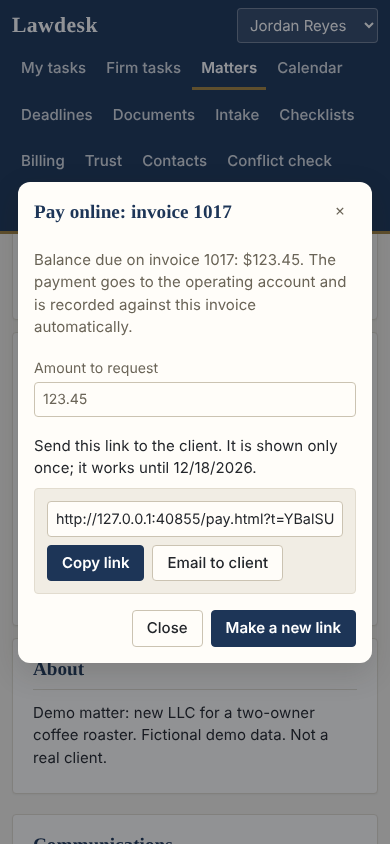 Lawdesk
Jordan Reyes
My tasks Firm tasks Matters Calendar
Deadlines Documents Intake Checklists
Billing Trust Contacts Conflict check
Pay online: invoice 1017
×
Balance due on invoice 1017: $123.45. The
payment goes to the operating account and
is recorded against this invoice
automatically.
Amount to request
123.45
Send this link to the client. It is shown only
once; it works until 12/18/2026.
http://127.0.0.1:40855/pay.html?t=YBalSU
Copy link Email to client
Close Make a new link
About
Demo matter: new LLC for a two-owner
coffee roaster. Fictional demo data. Not a
real client.
Communications